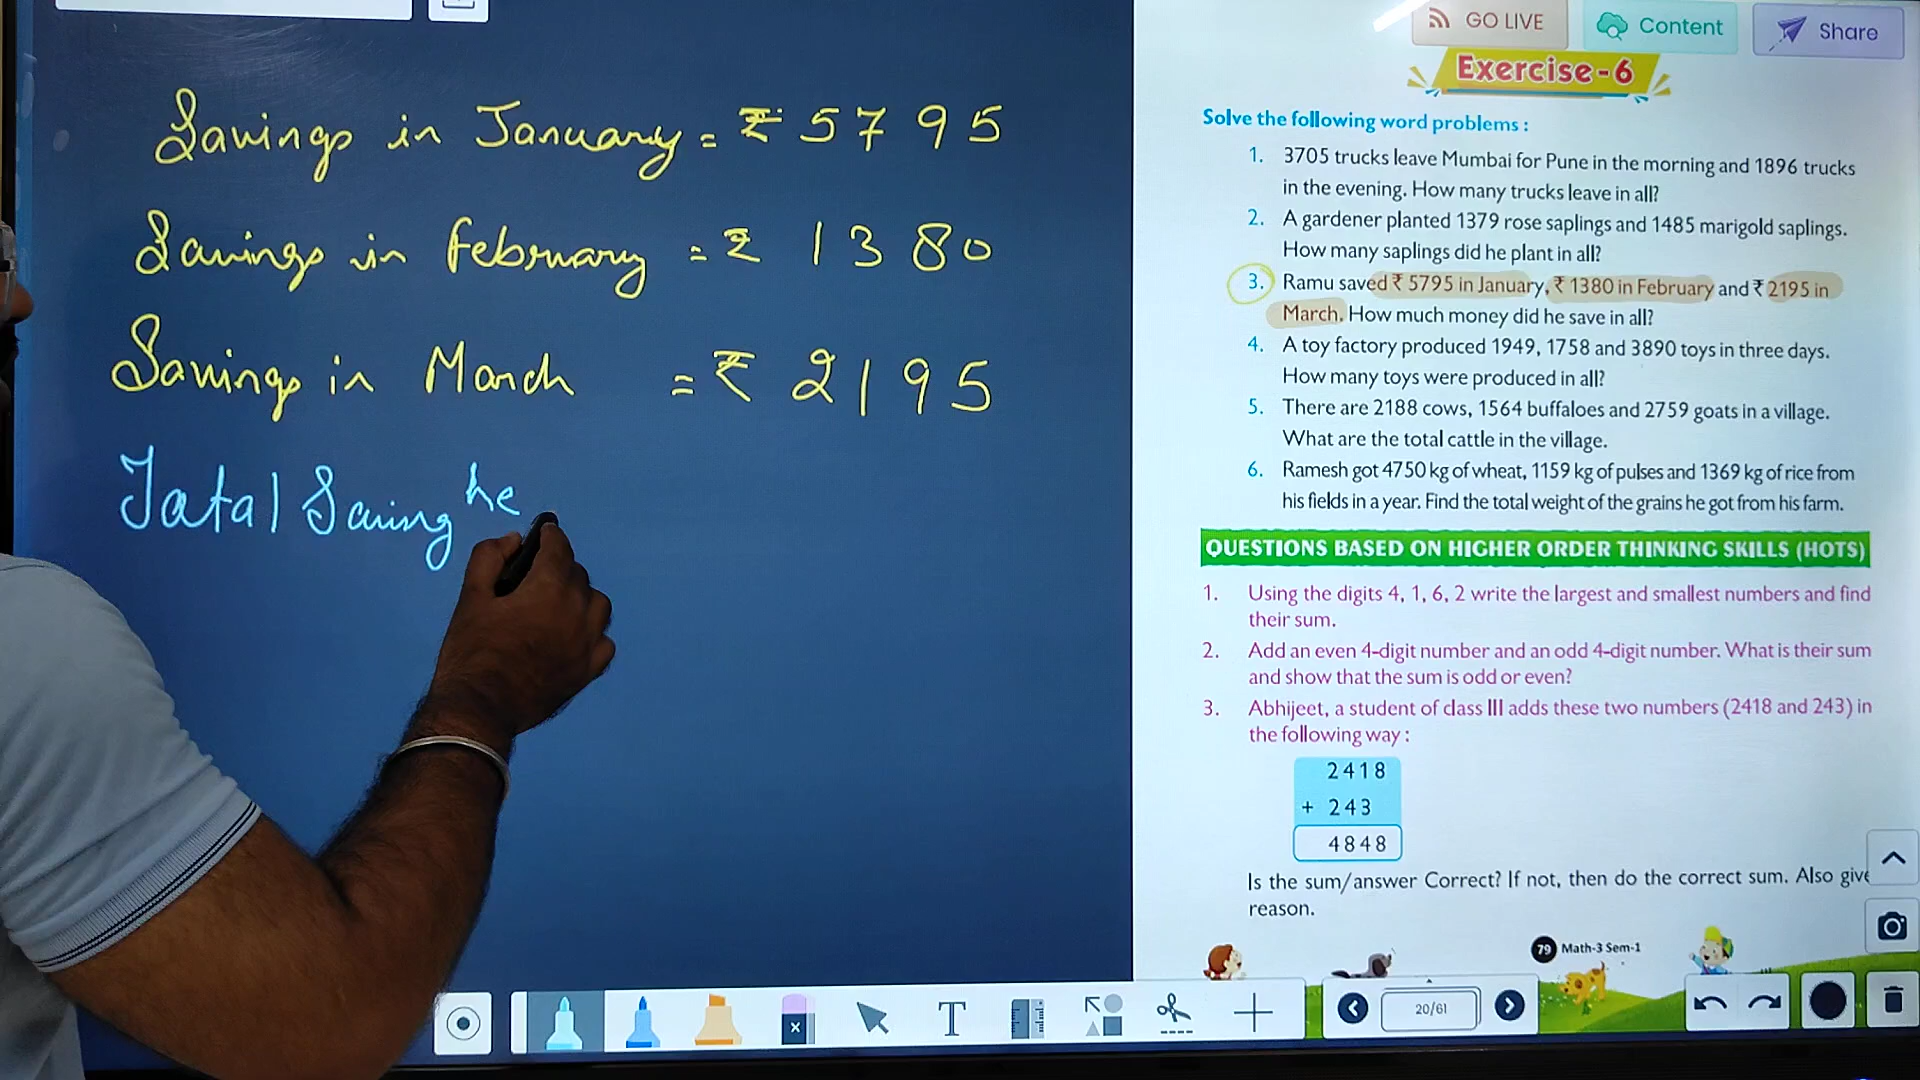 Savings in January = ₹ 5795
Savings in February = ₹ 1380
Savings in March = ₹ 2195
Total Saving he
GO LIVE
Content
Share
Exercise-6
Solve the following word problems :
1. 3705 trucks leave Mumbai for Pune in the morning and 1896 trucks
in the evening. How many trucks leave in all?
2. A gardener planted 1379 rose saplings and 1485 marigold saplings.
How many saplings did he plant in all?
3. Ramu saved ₹ 5795 in January, ₹ 1380 in February and ₹ 2195 in
March. How much money did he save in all?
4. A toy factory produced 1949, 1758 and 3890 toys in three days.
How many toys were produced in all?
5. There are 2188 cows, 1564 buffaloes and 2759 goats in a village.
What are the total cattle in the village.
6. Ramesh got 4750 kg of wheat, 1159 kg of pulses and 1369 kg of rice from
his fields in a year. Find the total weight of the grains he got from his farm.
QUESTIONS BASED ON HIGHER ORDER THINKING SKILLS (HOTS)
1. Using the digits 4, 1, 6, 2 write the largest and smallest numbers and find
their sum.
2. Add an even 4-digit number and an odd 4-digit number. What is their sum
and show that the sum is odd or even?
3. Abhijeet, a student of class III adds these two numbers (2418 and 243) in
the following way :
2418
+ 243
4848
Is the sum/answer Correct? If not, then do the correct sum. Also give
reason.
79 Math-3 Sem-1
T
20/61